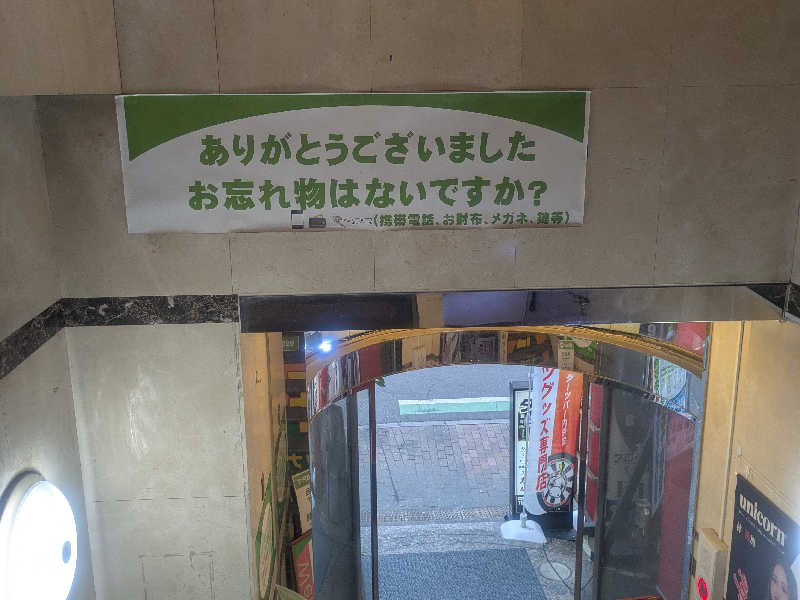 ありがとうございました
お忘れ物はないですか?
(携帯電話、お財布、メガネ、鍵等)
ツグッズ専門店
unicorn